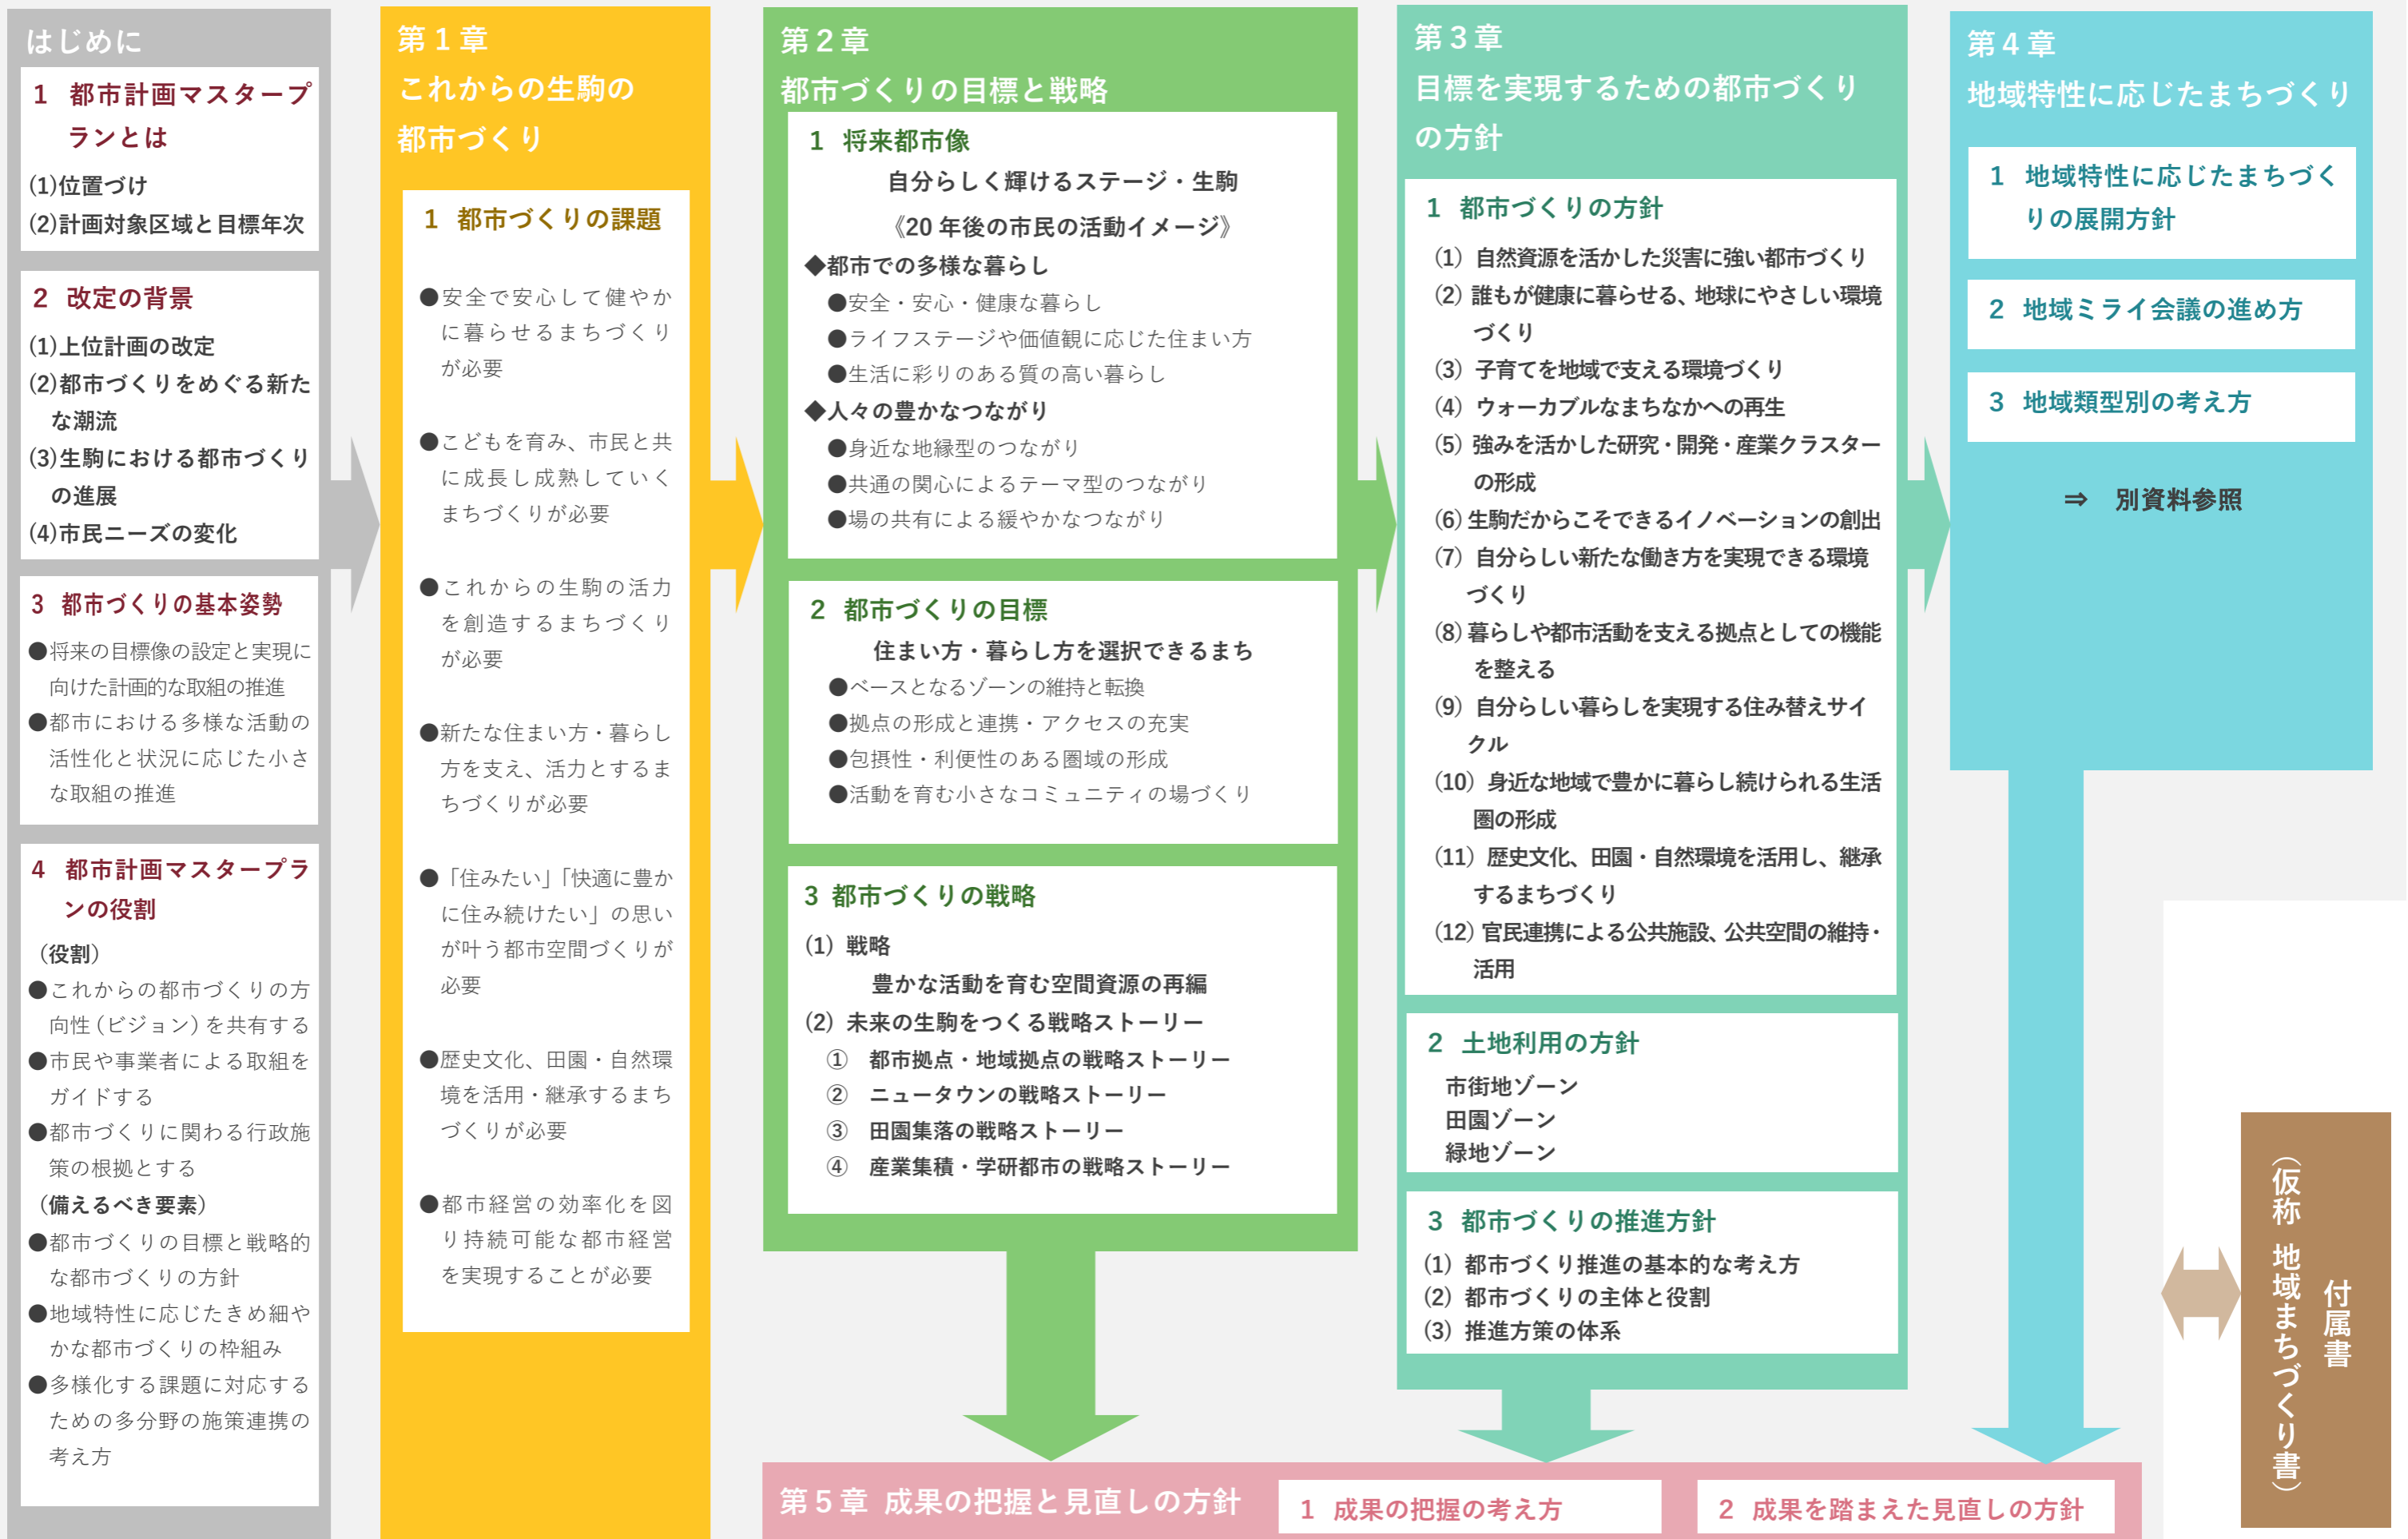 はじめに
1 都市計画マスタープ
ランとは
(1)位置づけ
(2)計画対象区域と目標年次
2 改定の背景
(1)上位計画の改定
(2)都市づくりをめぐる新た
な潮流
(3)生駒における都市づくり
の進展
(4)市民ニーズの変化
3 都市づくりの基本姿勢
●将来の目標像の設定と実現に
向けた計画的な取組の推進
●都市における多様な活動の
活性化と状況に応じた小さ
な取組の推進
4 都市計画マスタープラ
ンの役割
(役割)
●これからの都市づくりの方
向性(ビジョン)を共有する
●市民や事業者による取組を
ガイドする
●都市づくりに関わる行政施
策の根拠とする
(備えるべき要素)
●都市づくりの目標と戦略的
な都市づくりの方針
●地域特性に応じたきめ細や
かな都市づくりの枠組み
●多様化する課題に対応する
ための多分野の施策連携の
考え方
第1章
これからの生駒の
都市づくり
1 都市づくりの課題
●安全で安心して健やか
に暮らせるまちづくり
が必要
●こどもを育み、市民と共
に成長し成熟していく
まちづくりが必要
●これからの生駒の活力
を創造するまちづくり
が必要
●新たな住まい方・暮らし
方を支え、活力とするま
ちづくりが必要
●「住みたい」「快適に豊か
に住み続けたい」の思い
が叶う都市空間づくりが
必要
●歴史文化、田園・自然環
境を活用・継承するまち
づくりが必要
●都市経営の効率化を図
り持続可能な都市経営
を実現することが必要
第2章
都市づくりの目標と戦略
1 将来都市像
自分らしく輝けるステージ・生駒
《20年後の市民の活動イメージ》
◆都市での多様な暮らし
●安全・安心・健康な暮らし
●ライフステージや価値観に応じた住まい方
●生活に彩りのある質の高い暮らし
◆人々の豊かなつながり
●身近な地縁型のつながり
●共通の関心によるテーマ型のつながり
●場の共有による緩やかなつながり
2 都市づくりの目標
住まい方・暮らし方を選択できるまち
●ベースとなるゾーンの維持と転換
●拠点の形成と連携・アクセスの充実
●包摂性・利便性のある圏域の形成
●活動を育む小さなコミュニティの場づくり
3 都市づくりの戦略
(1) 戦略
豊かな活動を育む空間資源の再編
(2) 未来の生駒をつくる戦略ストーリー
① 都市拠点・地域拠点の戦略ストーリー
② ニュータウンの戦略ストーリー
③ 田園集落の戦略ストーリー
④ 産業集積・学研都市の戦略ストーリー
第3章
目標を実現するための都市づくり
の方針
1 都市づくりの方針
(1) 自然資源を活かした災害に強い都市づくり
(2) 誰もが健康に暮らせる、地球にやさしい環境
づくり
(3) 子育てを地域で支える環境づくり
(4) ウォーカブルなまちなかへの再生
(5) 強みを活かした研究・開発・産業クラスター
の形成
(6) 生駒だからこそできるイノベーションの創出
(7) 自分らしい新たな働き方を実現できる環境
づくり
(8) 暮らしや都市活動を支える拠点としての機能
を整える
(9) 自分らしい暮らしを実現する住み替えサイ
クル
(10) 身近な地域で豊かに暮らし続けられる生活
圏の形成
(11) 歴史文化、田園・自然環境を活用し、継承
するまちづくり
(12) 官民連携による公共施設、公共空間の維持・
活用
2 土地利用の方針
市街地ゾーン
田園ゾーン
緑地ゾーン
3 都市づくりの推進方針
(1) 都市づくり推進の基本的な考え方
(2) 都市づくりの主体と役割
(3) 推進方策の体系
第4章
地域特性に応じたまちづくり
1 地域特性に応じたまちづく
りの展開方針
2 地域ミライ会議の進め方
3 地域類型別の考え方
⇒ 別資料参照
付属書
(仮称 地域まちづくり書)
第5章 成果の把握と見直しの方針
1 成果の把握の考え方
2 成果を踏まえた見直しの方針